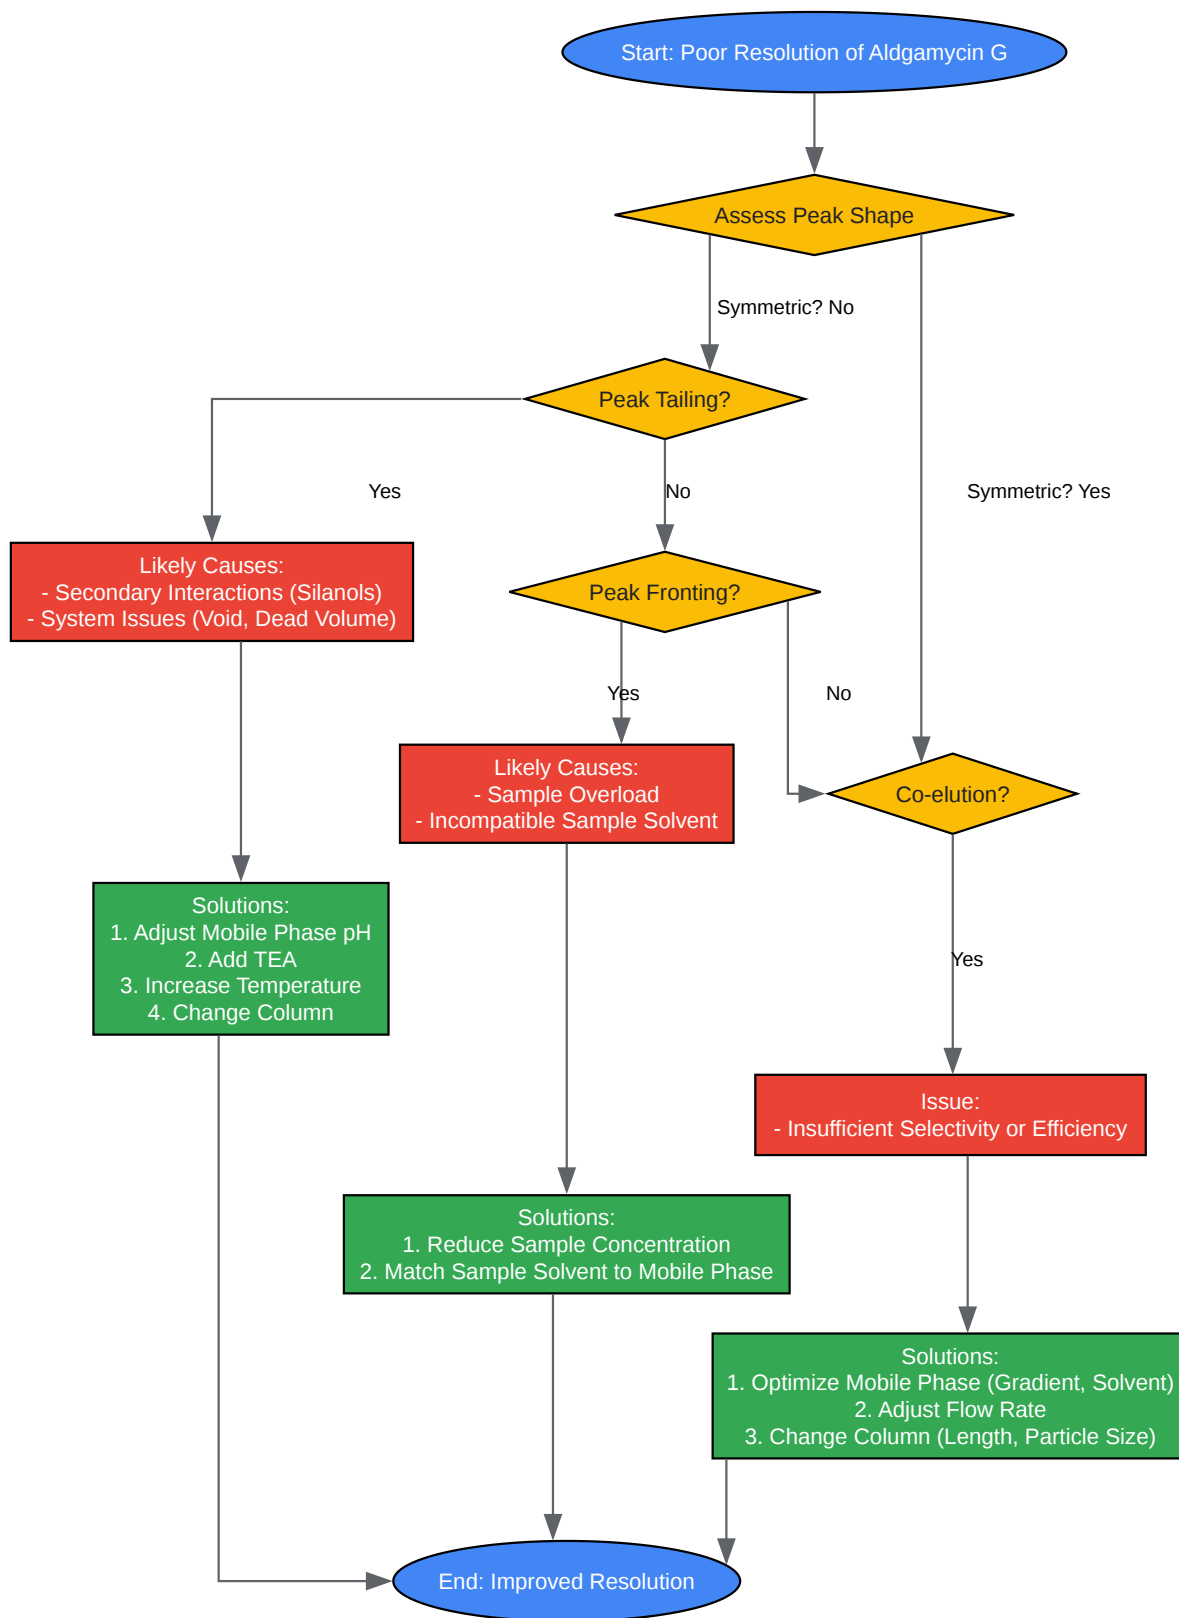 Start: Poor Resolution of Aldgamycin G
Assess Peak Shape
Symmetric? No
Peak Tailing?
Yes
No
Symmetric? Yes
Likely Causes:
- Secondary Interactions (Silanols)
- System Issues (Void, Dead Volume)
Peak Fronting?
Yes
No
Likely Causes:
- Sample Overload
- Incompatible Sample Solvent
Co-elution?
Solutions:
1. Adjust Mobile Phase pH
2. Add TEA
3. Increase Temperature
4. Change Column
Yes
Issue:
- Insufficient Selectivity or Efficiency
Solutions:
1. Reduce Sample Concentration
2. Match Sample Solvent to Mobile Phase
Solutions:
1. Optimize Mobile Phase (Gradient, Solvent)
2. Adjust Flow Rate
3. Change Column (Length, Particle Size)
End: Improved Resolution